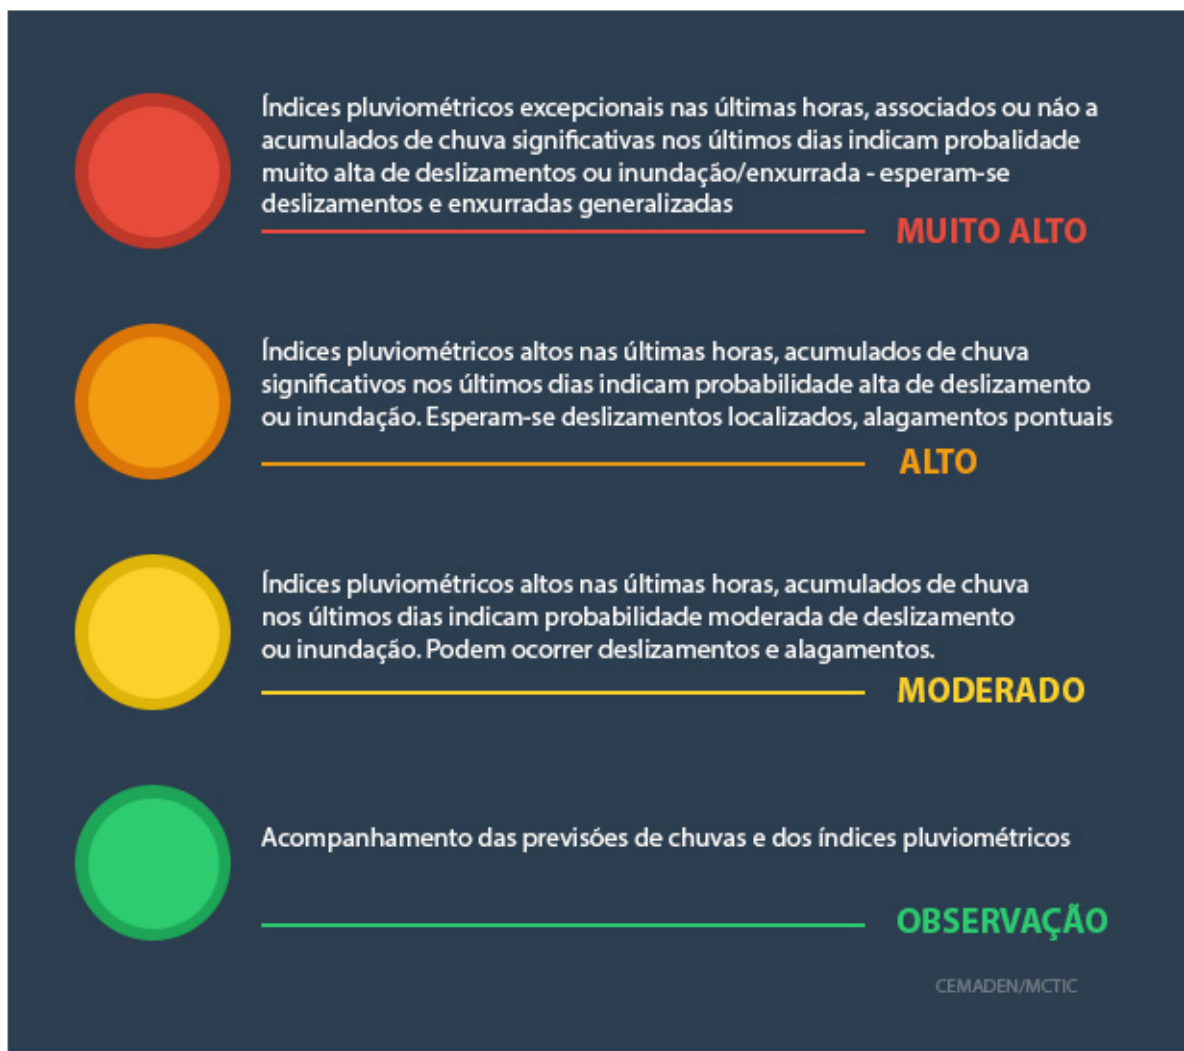 Índices pluviométricos excepcionais nas últimas horas, associados ou não a
acumulados de chuva significativas nos últimos dias indicam probalidade
muito alta de deslizamentos ou inundação/enxurrada - esperam-se
deslizamentos e enxurradas generalizadas
MUITO ALTO
Índices pluviométricos altos nas últimas horas, acumulados de chuva
significativos nos últimos dias indicam probabilidade alta de deslizamento
ou inundação. Esperam-se deslizamentos localizados, alagamentos pontuais
ALTO
Índices pluviométricos altos nas últimas horas, acumulados de chuva
nos últimos dias indicam probabilidade moderada de deslizamento
ou inundação. Podem ocorrer deslizamentos e alagamentos.
MODERADO
Acompanhamento das previsões de chuvas e dos índices pluviométricos
OBSERVAÇÃO
CEMADEN/MCTIC